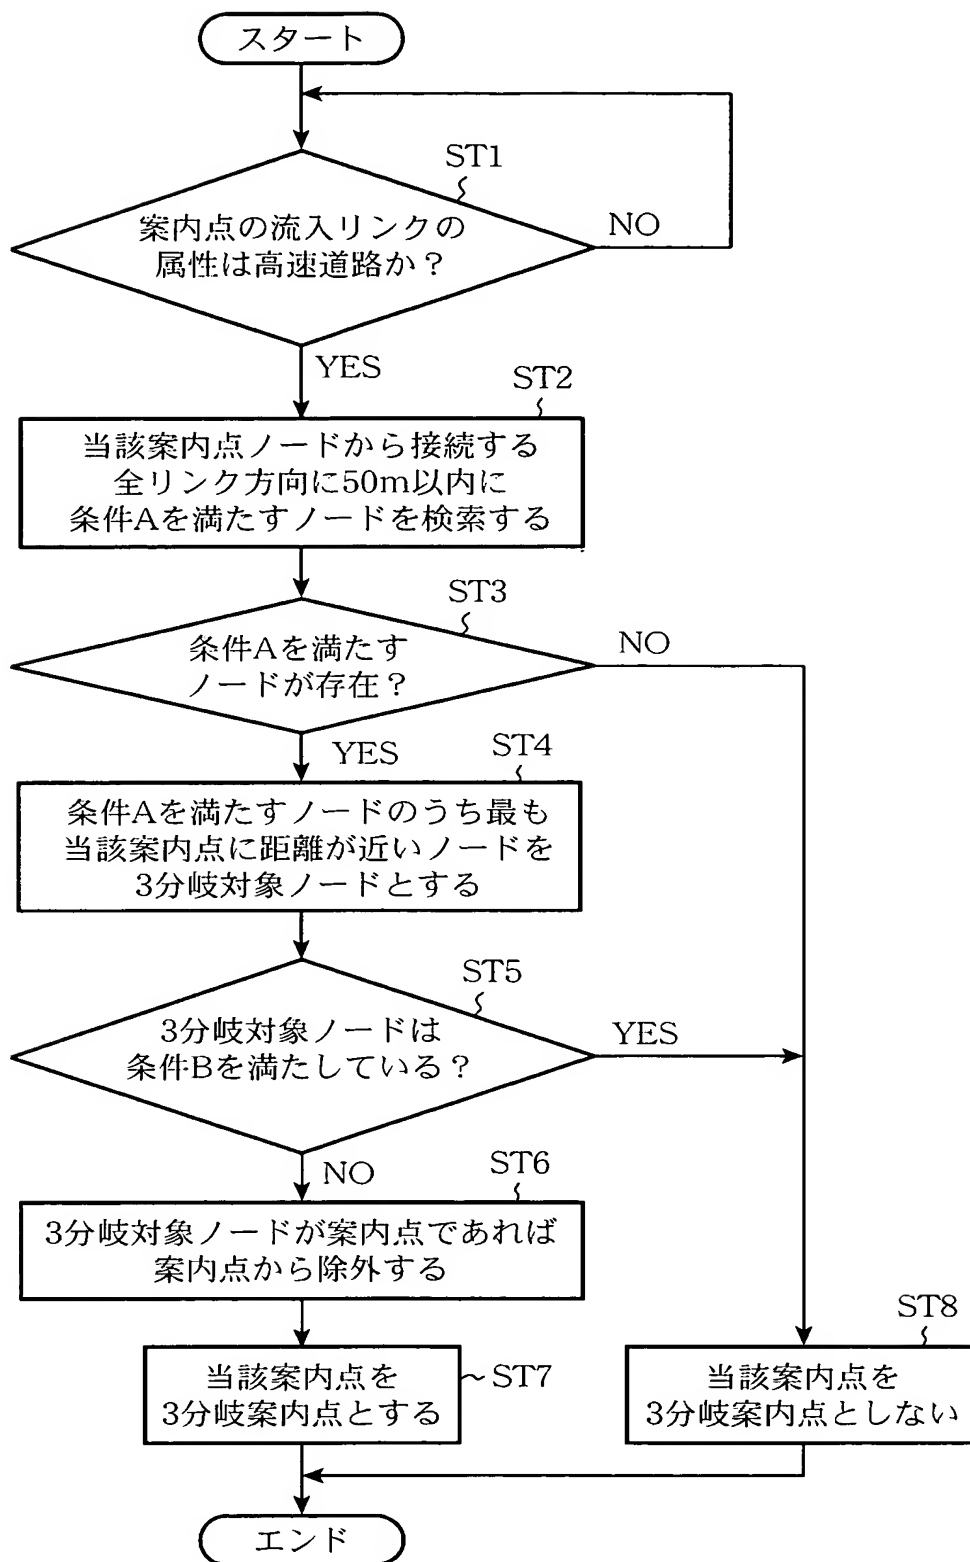 スタート
ST1
案内点の流入リンクの
属性は高速道路か？
NO
YES
ST2
当該案内点ノードから接続する
全リンク方向に50m以内に
条件Aを満たすノードを検索する
ST3
条件Aを満たす
ノードが存在？
NO
YES
ST4
条件Aを満たすノードのうち最も
当該案内点に距離が近いノードを
3分岐対象ノードとする
ST5
3分岐対象ノードは
条件Bを満たしている？
YES
NO
ST6
3分岐対象ノードが案内点であれば
案内点から除外する
ST7
当該案内点を
3分岐案内点とする
ST8
当該案内点を
3分岐案内点としない
エンド